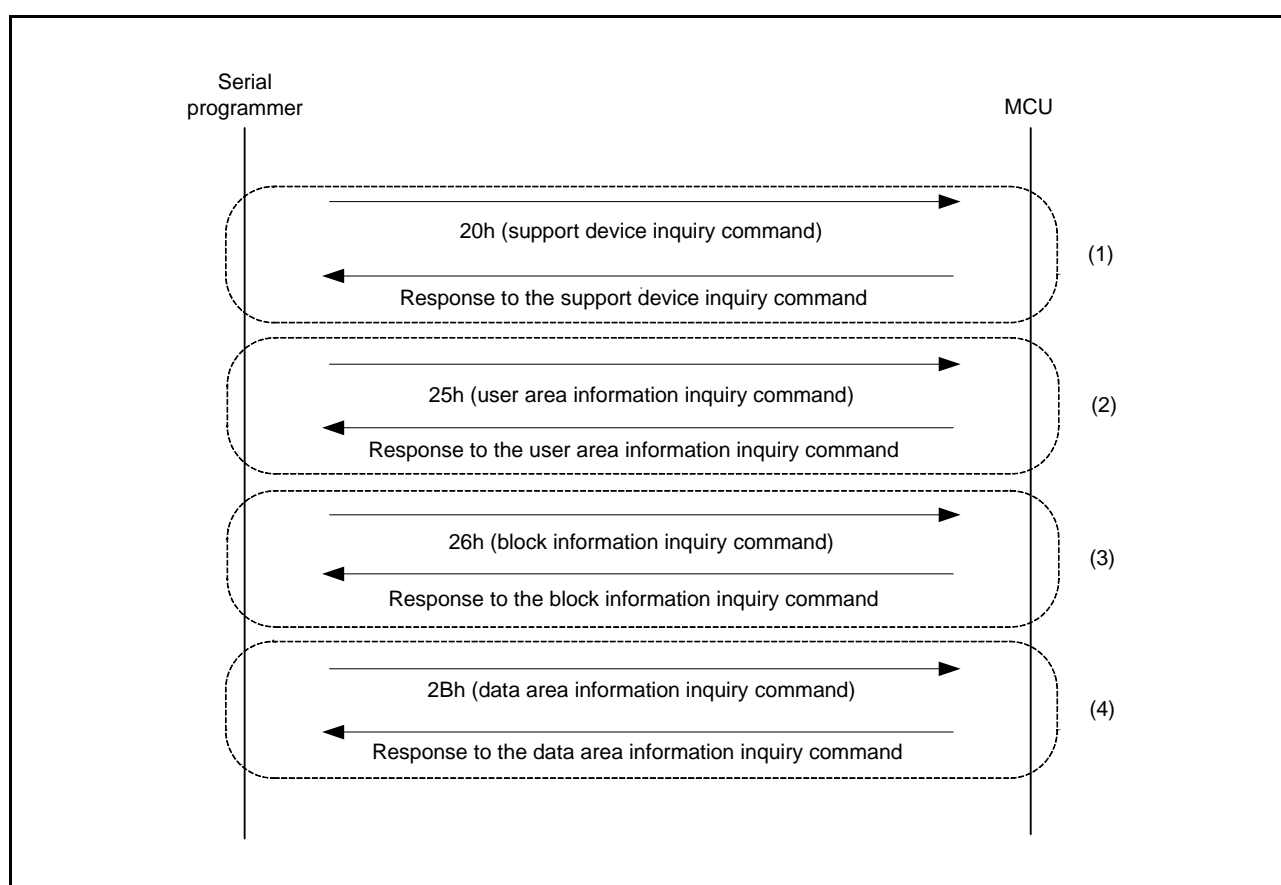 Serial
programmer
MCU
20h (support device inquiry command)
Response to the support device inquiry command
(1)
25h (user area information inquiry command)
Response to the user area information inquiry command
(2)
26h (block information inquiry command)
Response to the block information inquiry command
(3)
2Bh (data area information inquiry command)
Response to the data area information inquiry command
(4)